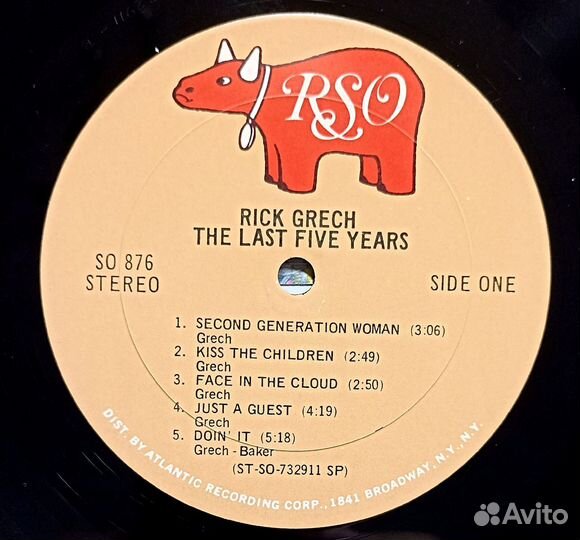 RSO
RICK GRECH
THE LAST FIVE YEARS
SO 876
STEREO
SIDE ONE
1. SECOND GENERATION WOMAN (3:06)
Grech
2. KISS THE CHILDREN (2:49)
Grech
3. FACE IN THE CLOUD (2:50)
Grech
4. JUST A GUEST (4:19)
Grech
5. DOIN' IT (5:18)
Grech - Baker
(ST-SO-732911 SP)
DIST. BY ATLANTIC RECORDING CORP., 1841 BROADWAY, N.Y., N.Y.
Avito